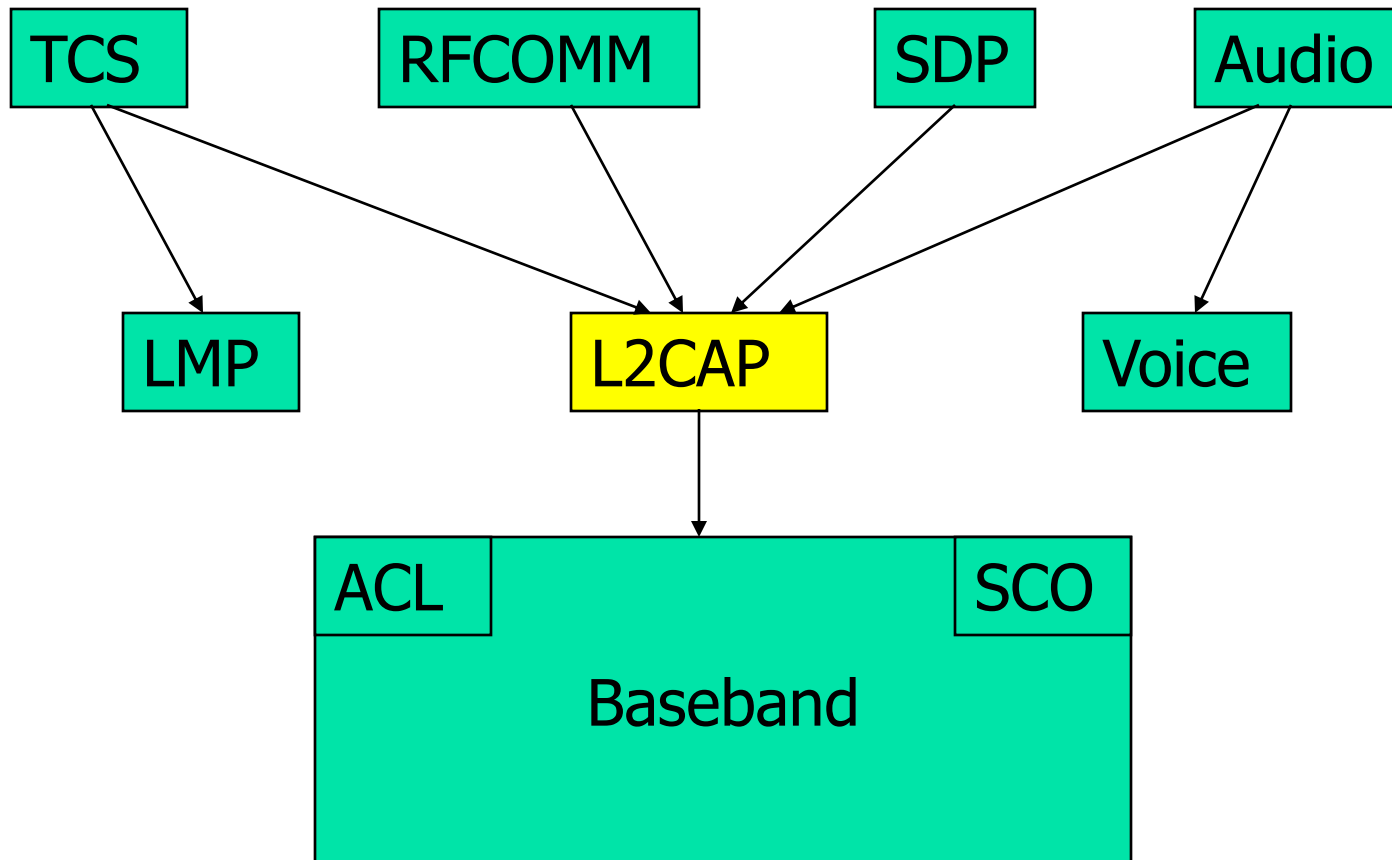 TCS
RFCOMM
SDP
Audio
LMP
L2CAP
Voice
ACL
SCO
Baseband